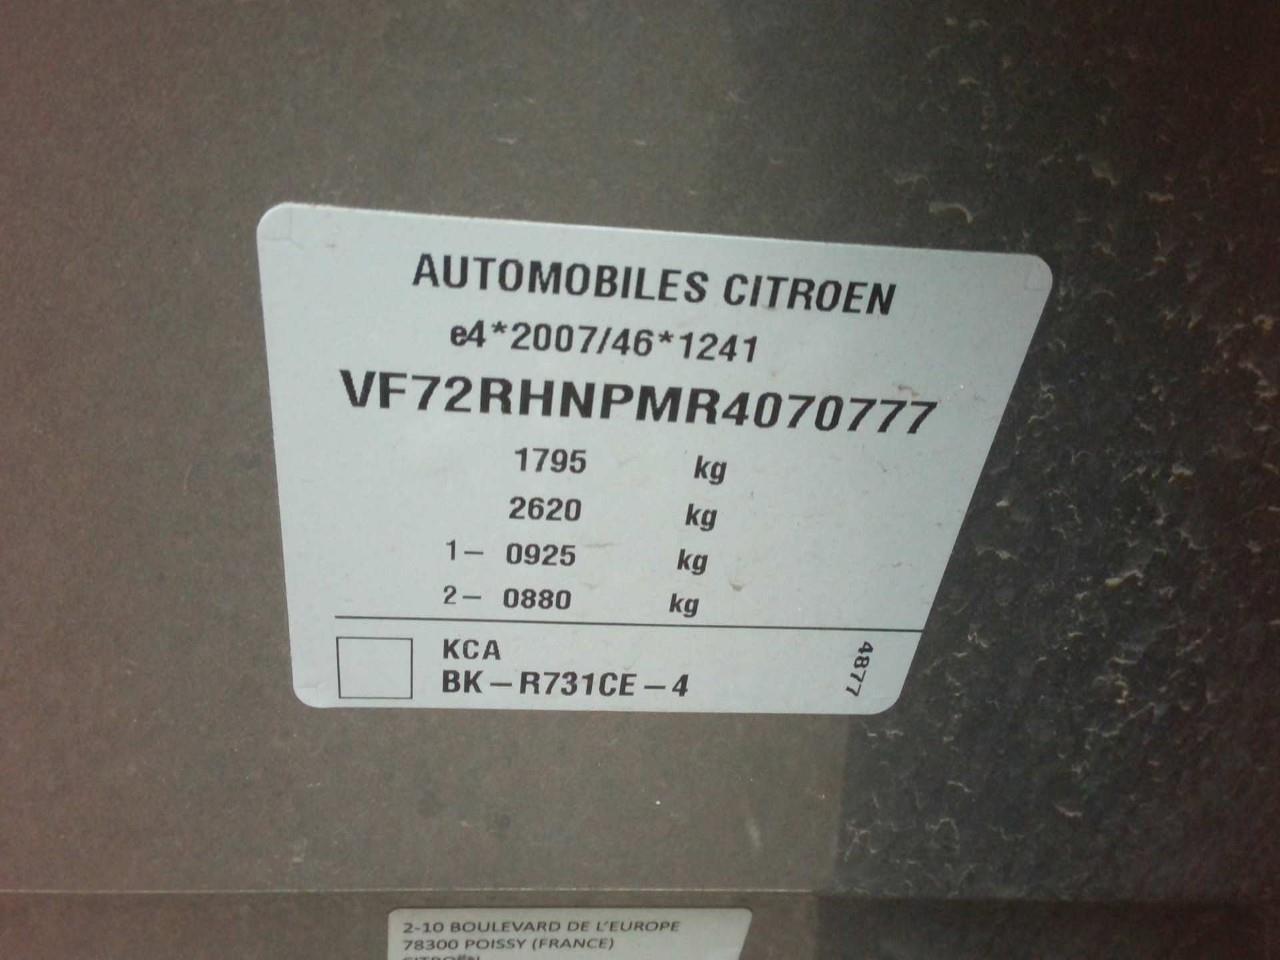 AUTOMOBILES CITROEN
e4*2007/46*1241
VF72RHNPMR4070777
1795 kg
2620 kg
1- 0925 kg
2- 0880 kg
KCA
BK-R731CE-4
4877
2-10 BOULEVARD DE L'EUROPE
78300 POISSY (FRANCE)
CITROËN